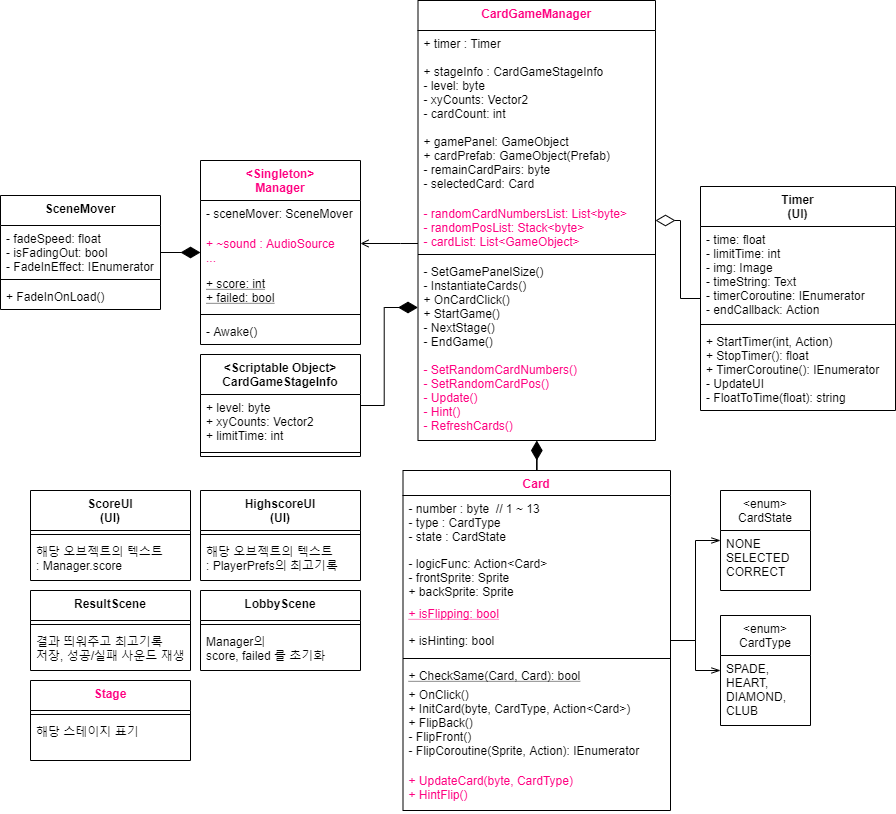 CardGameManager
+ timer : Timer
+ stageInfo : CardGameStageInfo
- level: byte
- xyCounts: Vector2
- cardCount: int
+ gamePanel: GameObject
+ cardPrefab: GameObject(Prefab)
- remainCardPairs: byte
- selectedCard: Card
- randomCardNumbersList: List<byte>
- randomPosList: Stack<byte>
- cardList: List<GameObject>
- SetGamePanelSize()
- InstantiateCards()
+ OnCardClick()
+ StartGame()
- NextStage()
- EndGame()
- SetRandomCardNumbers()
- SetRandomCardPos()
- Update()
- Hint()
- RefreshCards()
<Singleton>
Manager
- sceneMover: SceneMover
+ ~sound : AudioSource
...
+ score: int
+ failed: bool
- Awake()
SceneMover
- fadeSpeed: float
- isFadingOut: bool
- FadeInEffect: IEnumerator
+ FadeInOnLoad()
Timer
(UI)
- time: float
- limitTime: int
- img: Image
- timeString: Text
- timerCoroutine: IEnumerator
- endCallback: Action
+ StartTimer(int, Action)
+ StopTimer(): float
+ TimerCoroutine(): IEnumerator
- UpdateUI
- FloatToTime(float): string
<Scriptable Object>
CardGameStageInfo
+ level: byte
+ xyCounts: Vector2
+ limitTime: int
ScoreUI
(UI)
해당 오브젝트의 텍스트
: Manager.score
HighscoreUI
(UI)
해당 오브젝트의 텍스트
: PlayerPrefs의 최고기록
ResultScene
결과 띄워주고 최고기록
저장, 성공/실패 사운드 재생
LobbyScene
Manager의
score, failed 를 초기화
Stage
해당 스테이지 표기
Card
- number : byte // 1 ~ 13
- type : CardType
- state : CardState
- logicFunc: Action<Card>
- frontSprite: Sprite
+ backSprite: Sprite
+ isFlipping: bool
+ isHinting: bool
+ CheckSame(Card, Card): bool
+ OnClick()
+ InitCard(byte, CardType, Action<Card>)
+ FlipBack()
- FlipFront()
- FlipCoroutine(Sprite, Action): IEnumerator
+ UpdateCard(byte, CardType)
+ HintFlip()
<enum>
CardState
NONE
SELECTED
CORRECT
<enum>
CardType
SPADE,
HEART,
DIAMOND,
CLUB